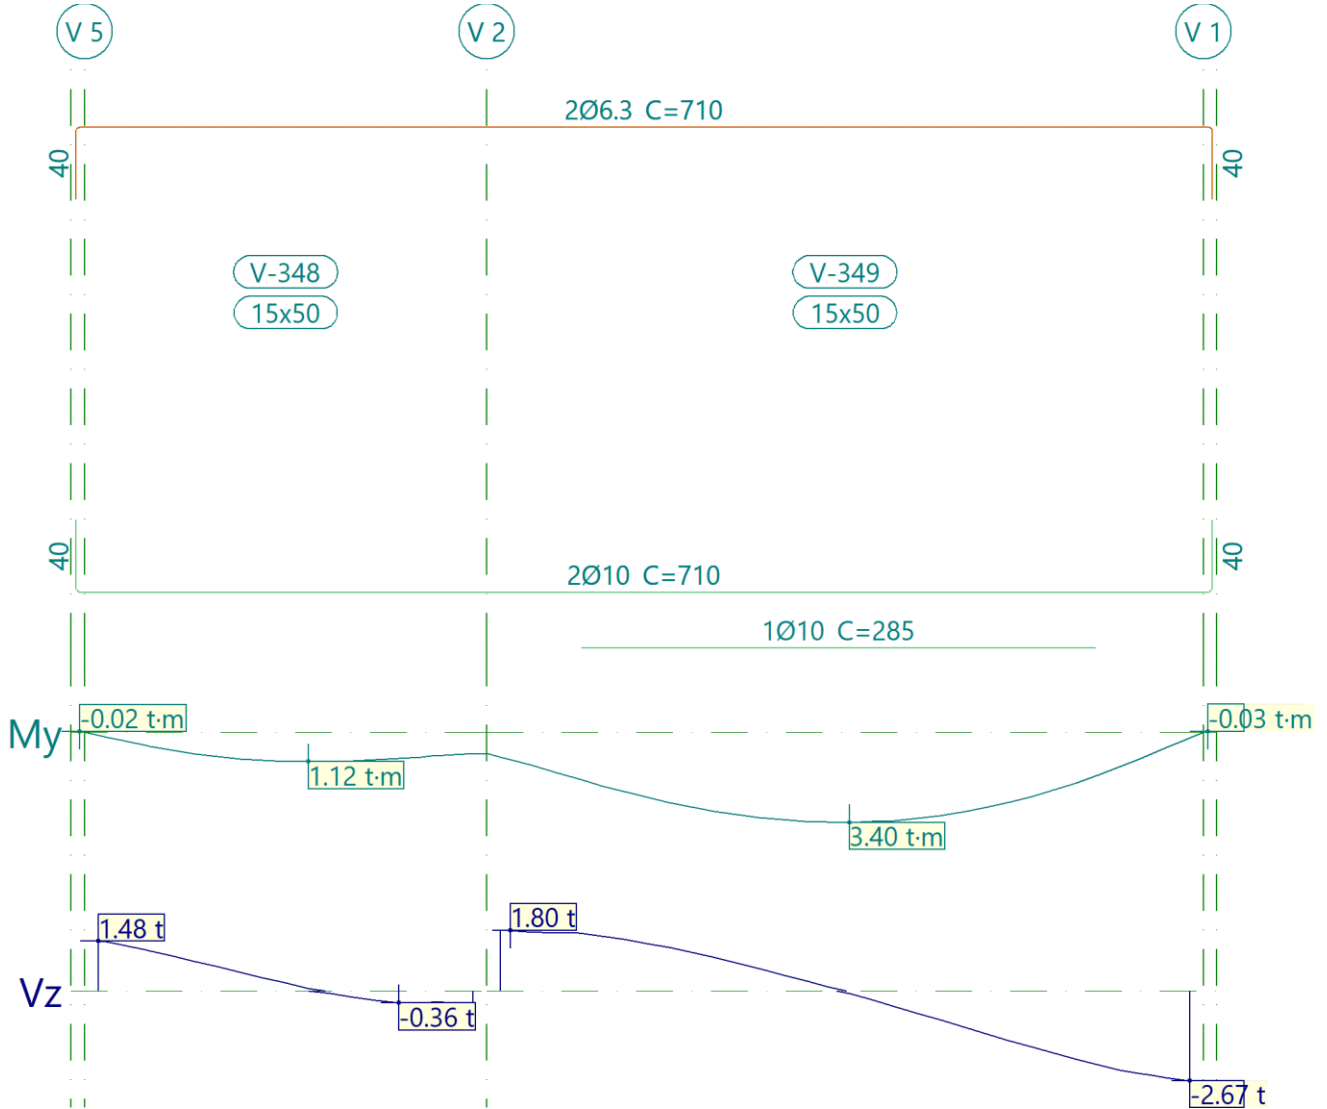 V 5
V 2
V 1
2Ø6.3 C=710
40
40
V-348
V-349
15x50
15x50
40
40
2Ø10 C=710
1Ø10 C=285
My
-0.02 t·m
-0.03 t·m
1.12 t·m
3.40 t·m
1.48 t
1.80 t
Vz
-0.36 t
-2.67 t